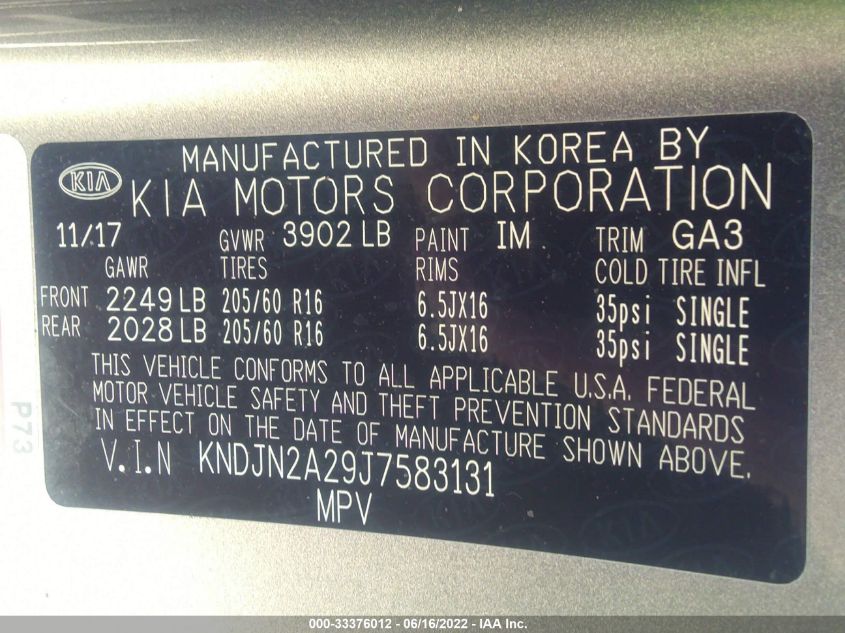 MANUFACTURED IN KOREA BY
KIA KIA MOTORS CORPORATION
11/17 GVWR 3902 LB PAINT IM TRIM GA3
GAWR TIRES RIMS COLD TIRE INFL
FRONT 2249 LB 205/60 R16 6.5JX16 35psi SINGLE
REAR 2028 LB 205/60 R16 6.5JX16 35psi SINGLE
THIS VEHICLE CONFORMS TO ALL APPLICABLE U.S.A. FEDERAL
MOTOR VEHICLE SAFETY AND THEFT PREVENTION STANDARDS
IN EFFECT ON THE DATE OF MANUFACTURE SHOWN ABOVE.
V.I.N KNDJN2A29J7583131
MPV
KIA
P73
000-33376012 - 06/16/2022 - IAA Inc.